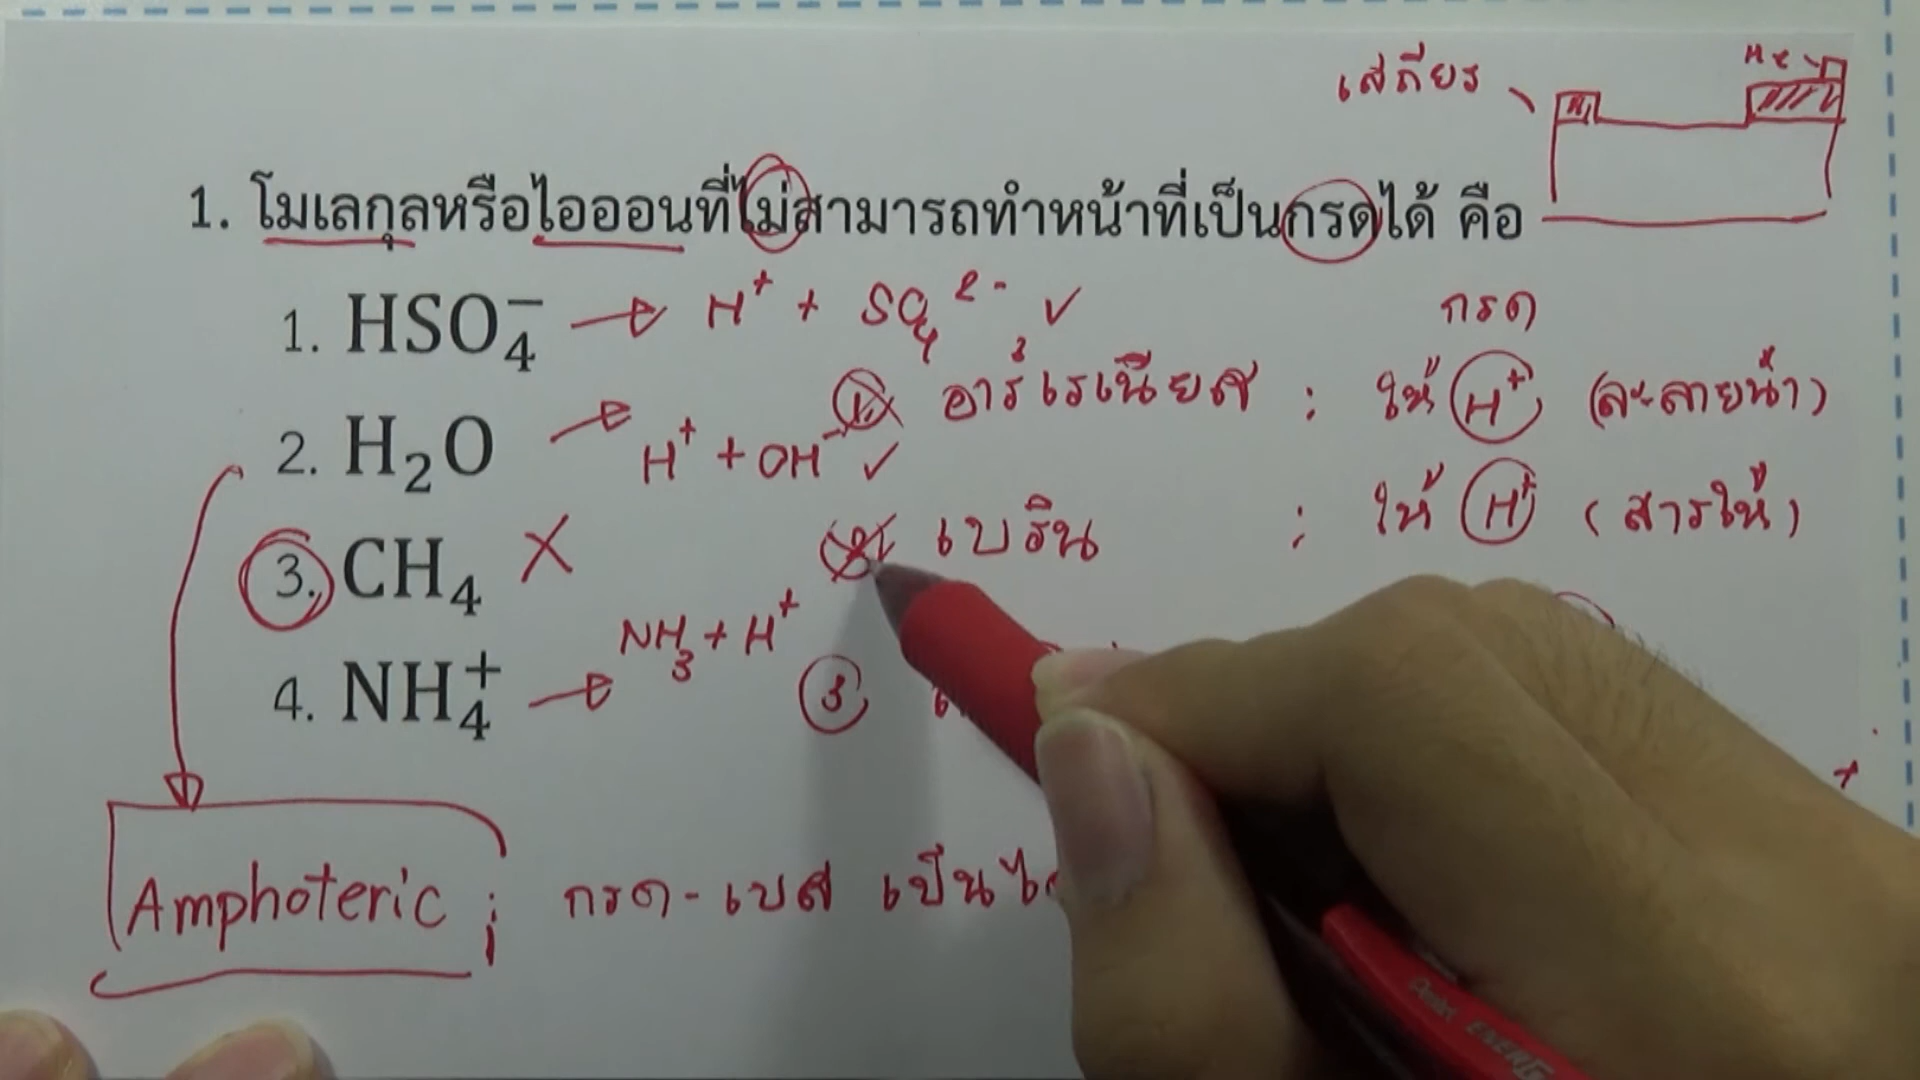 เสถียร He
1. โมเลกุลหรือไอออนที่ไม่สามารถทำหน้าที่เป็นกรดได้ คือ
1. HSO₄⁻ → H⁺ + SO₄²⁻ ✓
กรด
① อาร์เรเนียส : ให้ H⁺ (ละลายน้ำ)
2. H₂O → H⁺ + OH⁻ ✓
เบริน : ให้ H⁺ (สารให้)
3. CH₄ X
4. NH₄⁺ → NH₃ + H⁺
③
Amphoteric ; กรด-เบส เป็น
Pentel ENERG